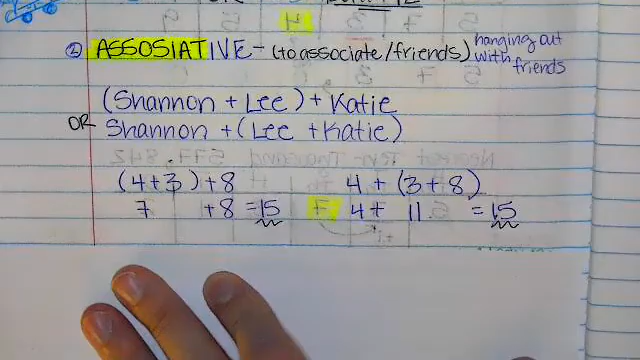 ② ASSOSIATIVE - (to associate/friends) hanging out with friends
(Shannon + Lee) + Katie
OR Shannon + (Lee + Katie)
(4+3) +8 4 + (3 + 8)
7 +8 =15 4+ 11 =15